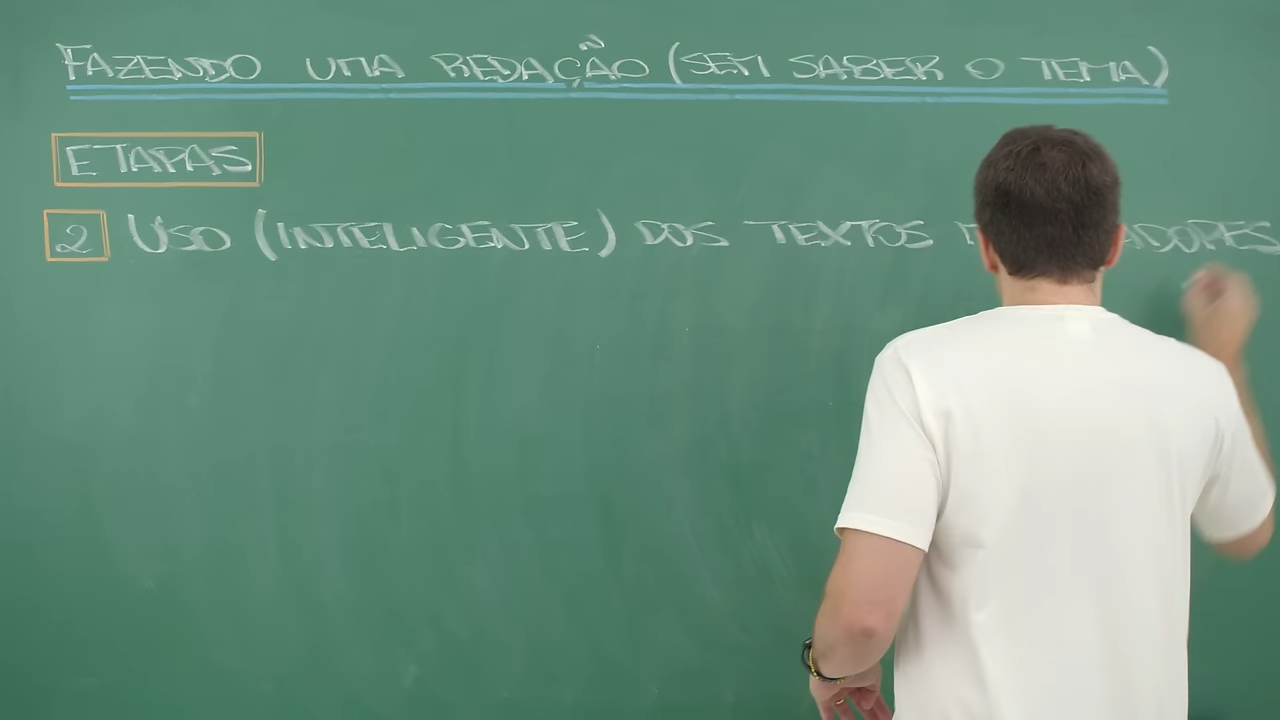 FAZENDO UMA REDAÇÃO (SEM SABER O TEMA)
ETAPAS
2 USO (INTELIGENTE) DOS TEXTOS